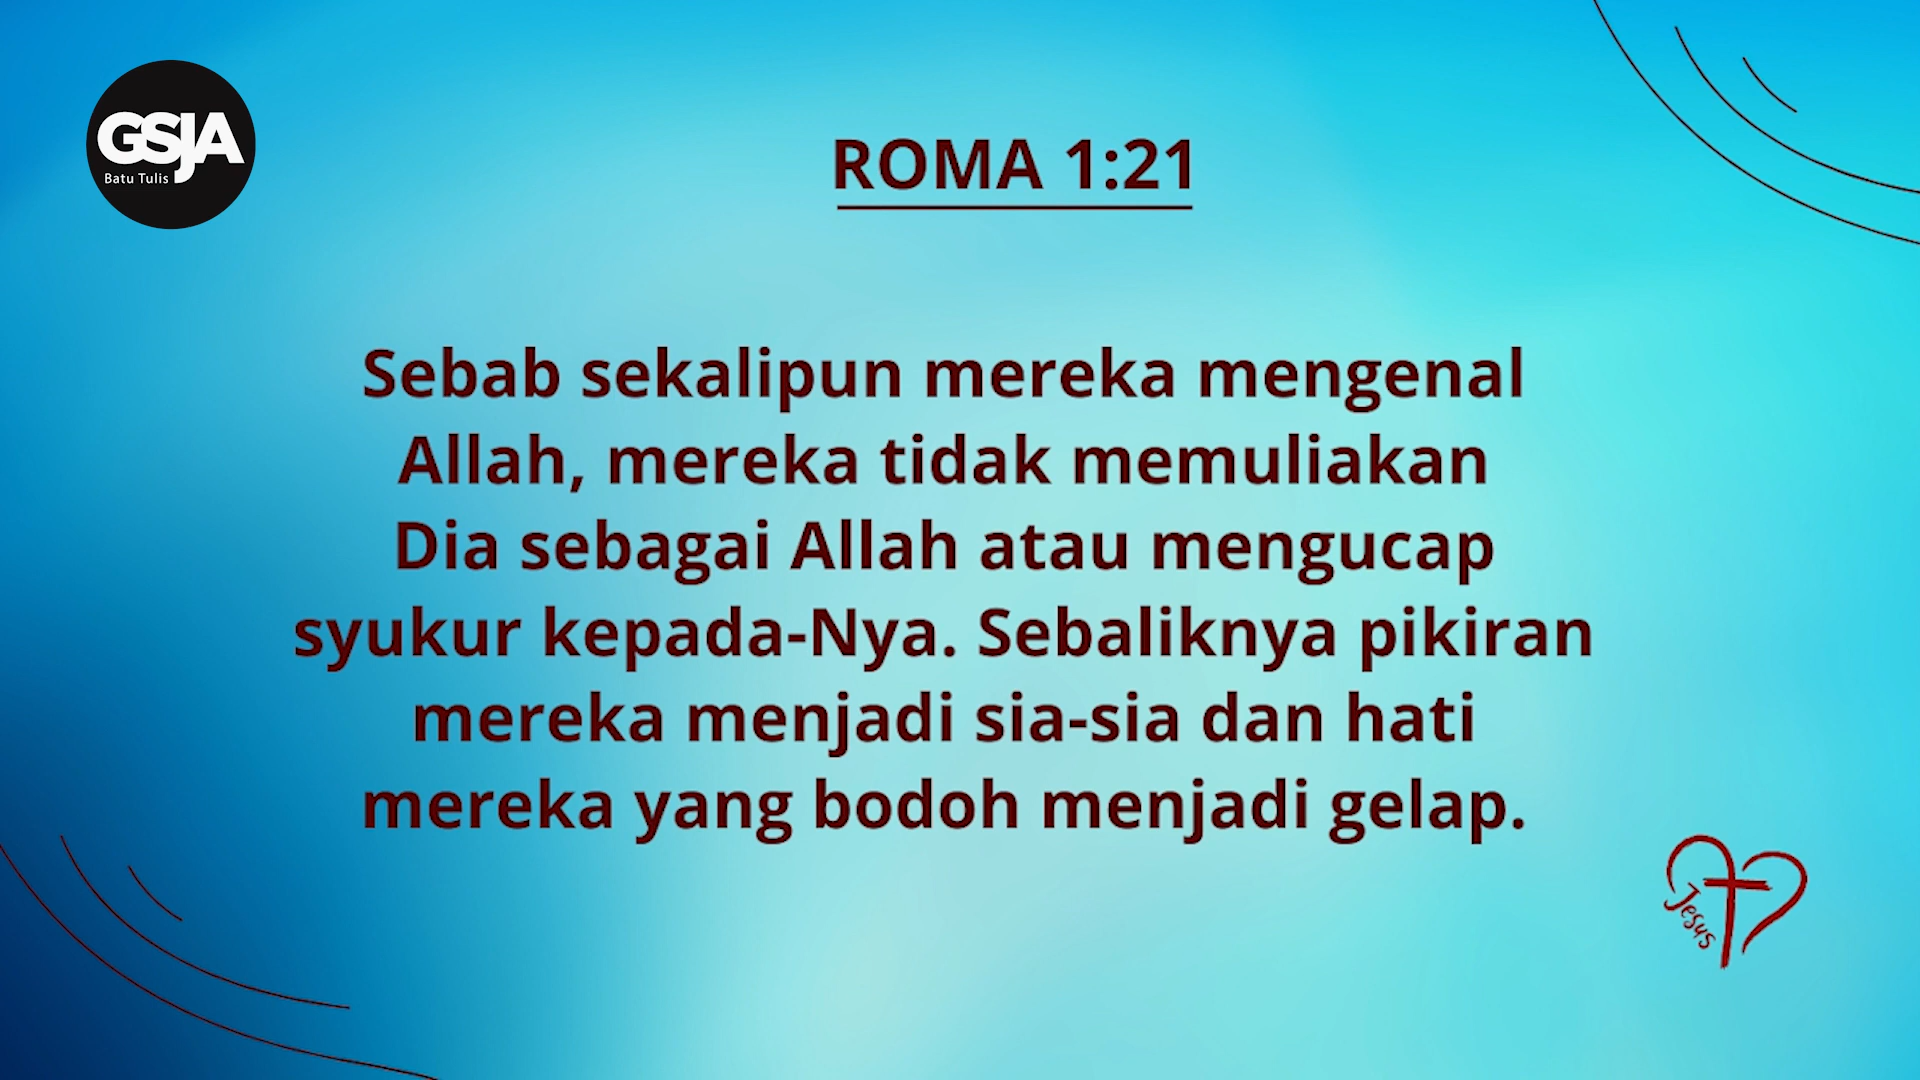 GSJA
Batu Tulis
ROMA 1:21
Sebab sekalipun mereka mengenal
Allah, mereka tidak memuliakan
Dia sebagai Allah atau mengucap
syukur kepada-Nya. Sebaliknya pikiran
mereka menjadi sia-sia dan hati
mereka yang bodoh menjadi gelap.
Jesus